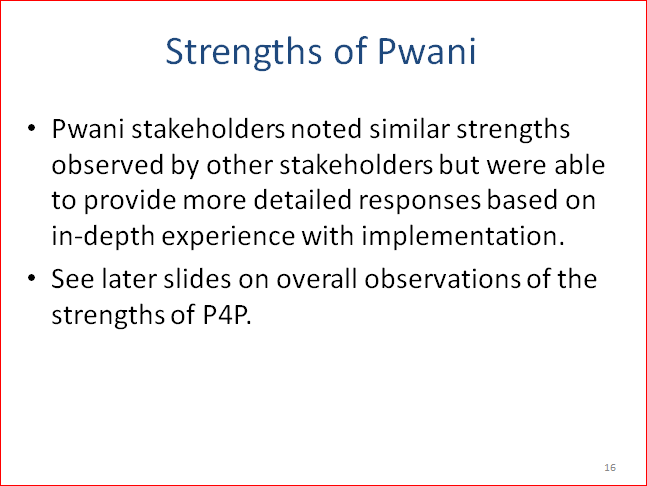 Strengths of Pwani
• Pwani stakeholders noted similar strengths
observed by other stakeholders but were able
to provide more detailed responses based on
in-depth experience with implementation.
• See later slides on overall observations of the
strengths of P4P.
16